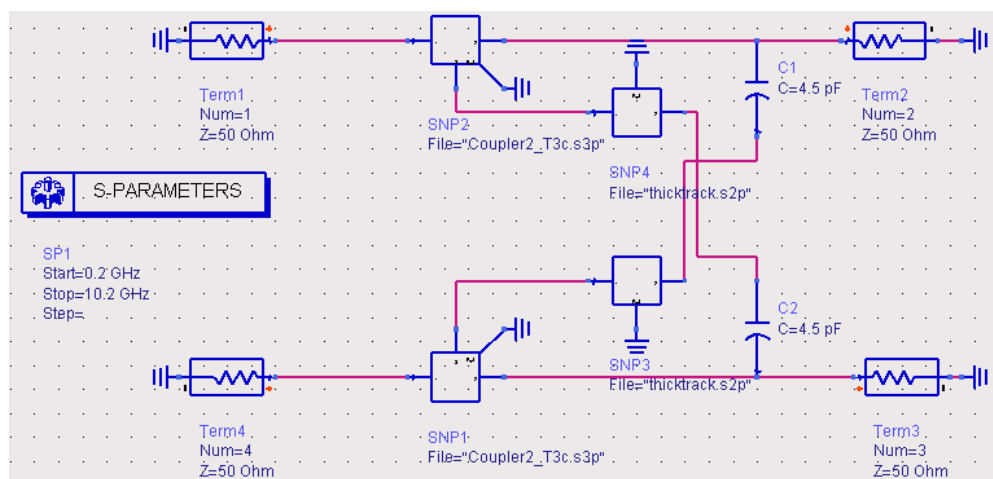 Term1
Num=1
Z=50 Ohm
SNP2
File="Coupler2_T3c.s3p"
C1
C=4.5 pF
Term2
Num=2
Z=50 Ohm
SNP4
File="thicktrack.s2p"
S-PARAMETERS
SP1
Start=0.2 GHz
Stop=10.2 GHz
Step=
C2
C=4.5 pF
SNP3
File="thicktrack.s2p"
Term4
Num=4
Z=50 Ohm
SNP1
File="Coupler2_T3c.s3p"
Term3
Num=3
Z=50 Ohm